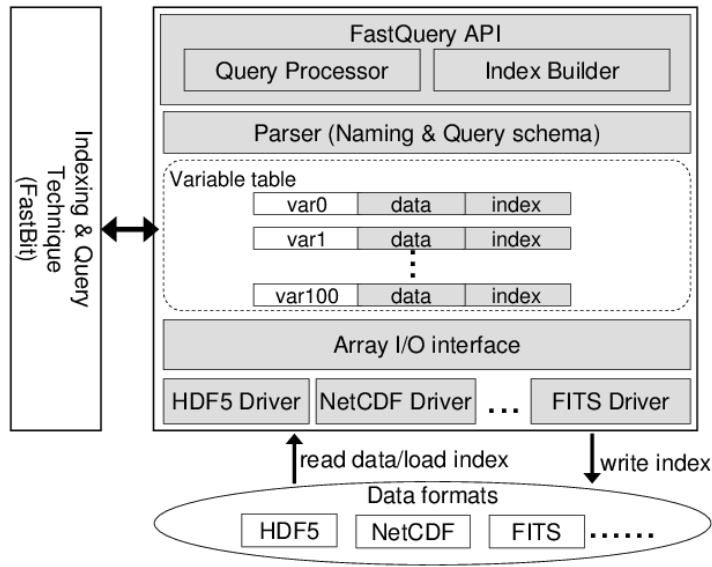 FastQuery API
Query Processor
Index Builder
Parser (Naming & Query schema)
Variable table
var0 data index
var1 data index
⋮
var100 data index
Array I/O interface
HDF5 Driver
NetCDF Driver
...
FITS Driver
Indexing & Query
Technique
(FastBit)
read data/load index
write index
Data formats
HDF5
NetCDF
FITS
......